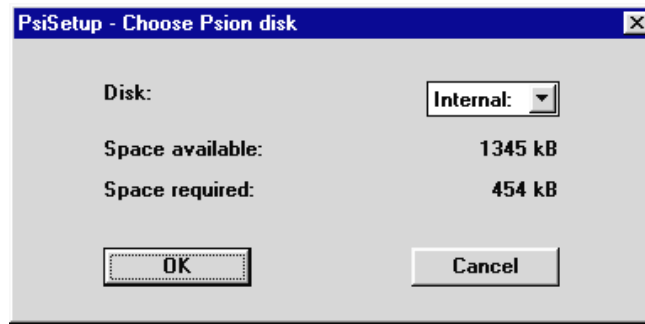 PsiSetup - Choose Psion disk
Disk: Internal:
Space available: 1345 kB
Space required: 454 kB
OK Cancel